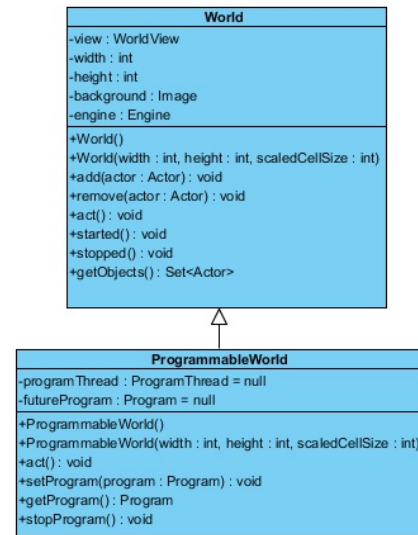 World
-view : WorldView
-width : int
-height : int
-background : Image
-engine : Engine
+World()
+World(width : int, height : int, scaledCellSize : int)
+add(actor : Actor) : void
+remove(actor : Actor) : void
+act() : void
+started() : void
+stopped() : void
+getObjects() : Set<Actor>
ProgrammableWorld
-programThread : ProgramThread = null
-futureProgram : Program = null
+ProgrammableWorld()
+ProgrammableWorld(width : int, height : int, scaledCellSize : int)
+act() : void
+setProgram(program : Program) : void
+getProgram() : Program
+stopProgram() : void